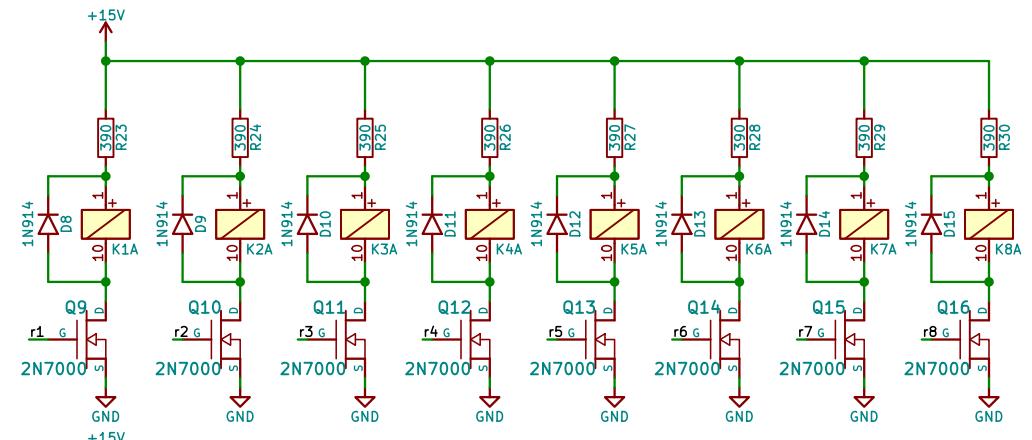 +15V
390 R23
390 R24
390 R25
390 R26
390 R27
390 R28
390 R29
390 R30
1N914 D8 1 + 10 K1A
1N914 D9 1 + 10 K2A
1N914 D10 1 + 10 K3A
1N914 D11 1 + 10 K4A
1N914 D12 1 + 10 K5A
1N914 D13 1 + 10 K6A
1N914 D14 1 + 10 K7A
1N914 D15 1 + 10 K8A
Q9 D
r1 G
2N7000 S
GND
Q10 D
r2 G
2N7000 S
GND
Q11 D
r3 G
2N7000 S
GND
Q12 D
r4 G
2N7000 S
GND
Q13 D
r5 G
2N7000 S
GND
Q14 D
r6 G
2N7000 S
GND
Q15 D
r7 G
2N7000 S
GND
Q16 D
r8 G
2N7000 S
GND
+15V